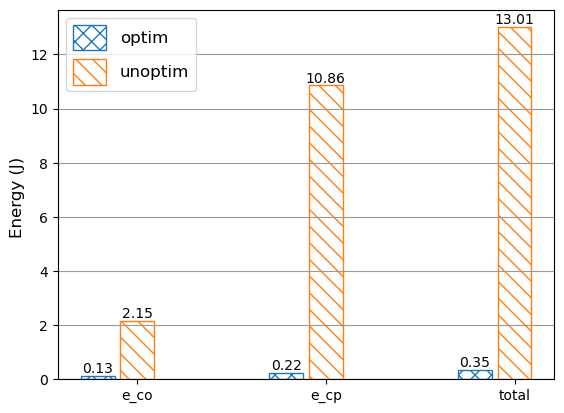 optim
unoptim
Energy (J)
12
10
8
6
4
2
0
0.13
2.15
0.22
10.86
0.35
13.01
e_co
e_cp
total